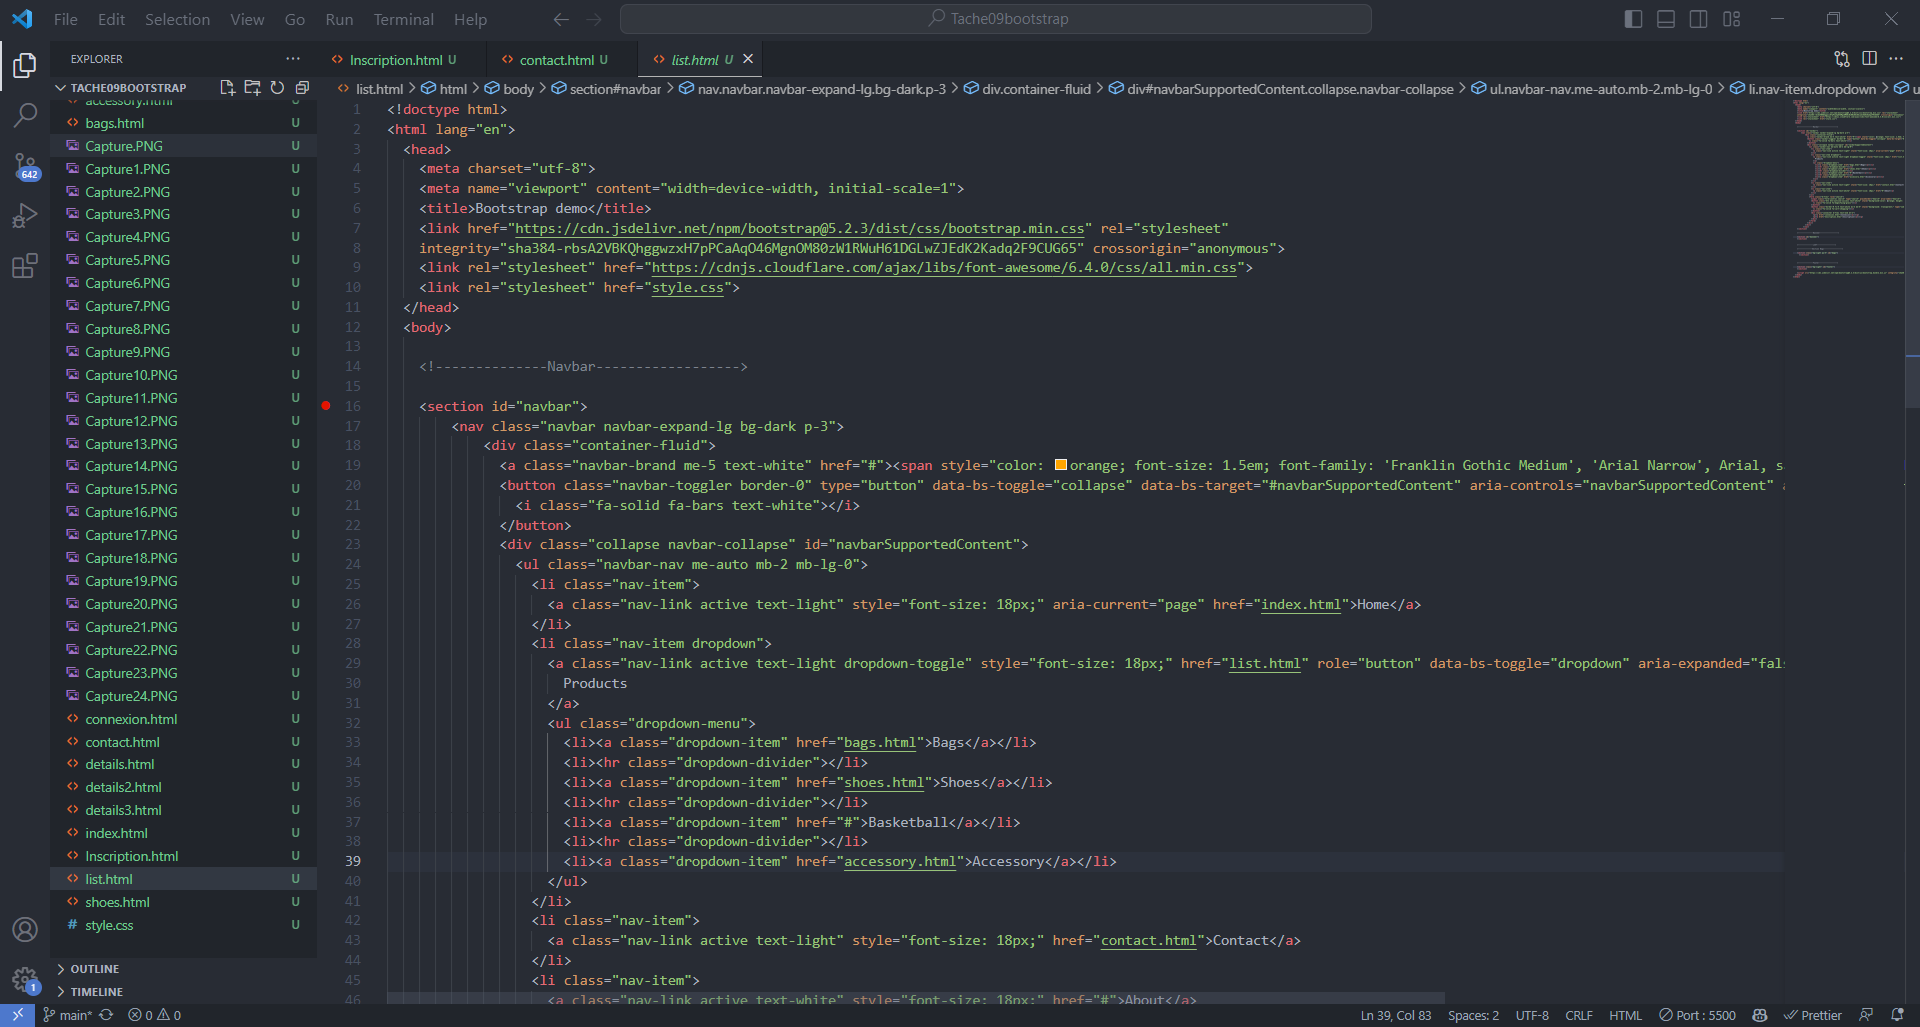 File Edit Selection View Go Run Terminal Help
Tache09bootstrap
EXPLORER
Inscription.html U
contact.html U
list.html U
TACHE09BOOTSTRAP
list.html > html > body > section#navbar > nav.navbar.navbar-expand-lg.bg-dark.p-3 > div.container-fluid > div#navbarSupportedContent.collapse.navbar-collapse > ul.navbar-nav.me-auto.mb-2.mb-lg-0 > li.nav-item.dropdown > u
accessory.html U
bags.html U
Capture.PNG U
Capture1.PNG U
Capture2.PNG U
Capture3.PNG U
Capture4.PNG U
Capture5.PNG U
Capture6.PNG U
Capture7.PNG U
Capture8.PNG U
Capture9.PNG U
Capture10.PNG U
Capture11.PNG U
Capture12.PNG U
Capture13.PNG U
Capture14.PNG U
Capture15.PNG U
Capture16.PNG U
Capture17.PNG U
Capture18.PNG U
Capture19.PNG U
Capture20.PNG U
Capture21.PNG U
Capture22.PNG U
Capture23.PNG U
Capture24.PNG U
connexion.html U
contact.html U
details.html U
details2.html U
details3.html U
index.html U
Inscription.html U
list.html U
shoes.html U
style.css U
OUTLINE
TIMELINE
642
1
1 <!doctype html>
2 <html lang="en">
3 <head>
4 <meta charset="utf-8">
5 <meta name="viewport" content="width=device-width, initial-scale=1">
6 <title>Bootstrap demo</title>
7 <link href="https://cdn.jsdelivr.net/npm/bootstrap@5.2.3/dist/css/bootstrap.min.css" rel="stylesheet"
8 integrity="sha384-rbsA2VBKQhggwzxH7pPCaAqO46MgnOM80zW1RWuH61DGLwZJEdK2Kadq2F9CUG65" crossorigin="anonymous">
9 <link rel="stylesheet" href="https://cdnjs.cloudflare.com/ajax/libs/font-awesome/6.4.0/css/all.min.css">
10 <link rel="stylesheet" href="style.css">
11 </head>
12 <body>
13
14 <!--------------Navbar------------------>
15
16 <section id="navbar">
17 <nav class="navbar navbar-expand-lg bg-dark p-3">
18 <div class="container-fluid">
19 <a class="navbar-brand me-5 text-white" href="#"><span style="color: orange; font-size: 1.5em; font-family: 'Franklin Gothic Medium', 'Arial Narrow', Arial, s
20 <button class="navbar-toggler border-0" type="button" data-bs-toggle="collapse" data-bs-target="#navbarSupportedContent" aria-controls="navbarSupportedContent" a
21 <i class="fa-solid fa-bars text-white"></i>
22 </button>
23 <div class="collapse navbar-collapse" id="navbarSupportedContent">
24 <ul class="navbar-nav me-auto mb-2 mb-lg-0">
25 <li class="nav-item">
26 <a class="nav-link active text-light" style="font-size: 18px;" aria-current="page" href="index.html">Home</a>
27 </li>
28 <li class="nav-item dropdown">
29 <a class="nav-link active text-light dropdown-toggle" style="font-size: 18px;" href="list.html" role="button" data-bs-toggle="dropdown" aria-expanded="fal
30 Products
31 </a>
32 <ul class="dropdown-menu">
33 <li><a class="dropdown-item" href="bags.html">Bags</a></li>
34 <li><hr class="dropdown-divider"></li>
35 <li><a class="dropdown-item" href="shoes.html">Shoes</a></li>
36 <li><hr class="dropdown-divider"></li>
37 <li><a class="dropdown-item" href="#">Basketball</a></li>
38 <li><hr class="dropdown-divider"></li>
39 <li><a class="dropdown-item" href="accessory.html">Accessory</a></li>
40 </ul>
41 </li>
42 <li class="nav-item">
43 <a class="nav-link active text-light" style="font-size: 18px;" href="contact.html">Contact</a>
44 </li>
45 <li class="nav-item">
46 <a class="nav-link active text-white" style="font-size: 18px;" href="#">About</a>
main* 0 0
Ln 39, Col 83 Spaces: 2 UTF-8 CRLF HTML Port : 5500 Prettier